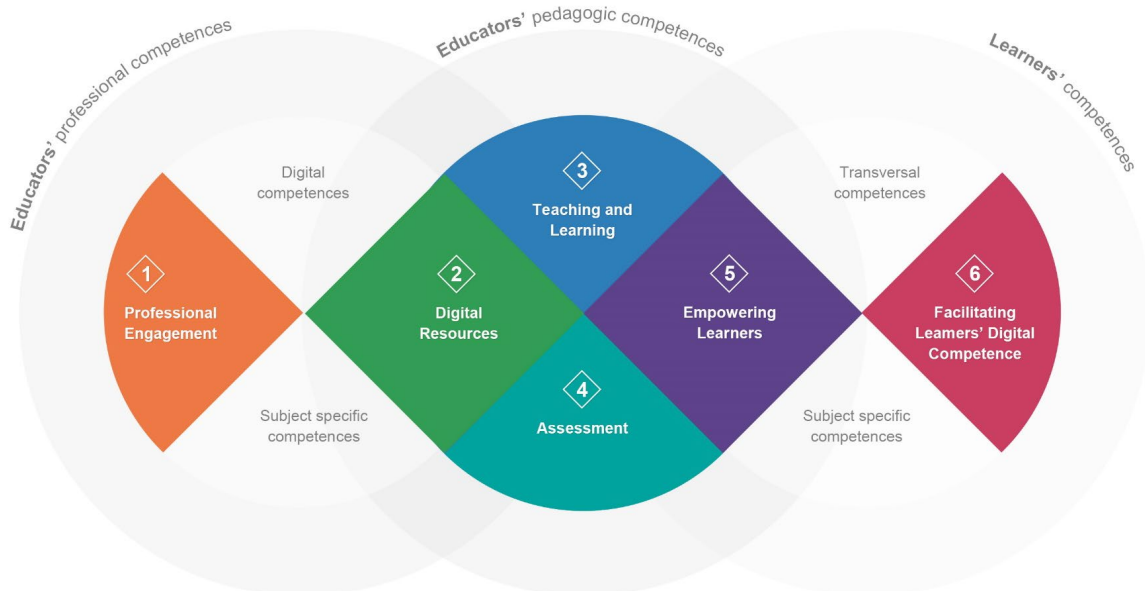 Educators' professional competences
Educators' pedagogic competences
Learners' competences
Digital
competences
Transversal
competences
1
Professional
Engagement
2
Digital
Resources
3
Teaching and
Learning
4
Assessment
5
Empowering
Learners
6
Facilitating
Learners' Digital
Competence
Subject specific
competences
Subject specific
competences